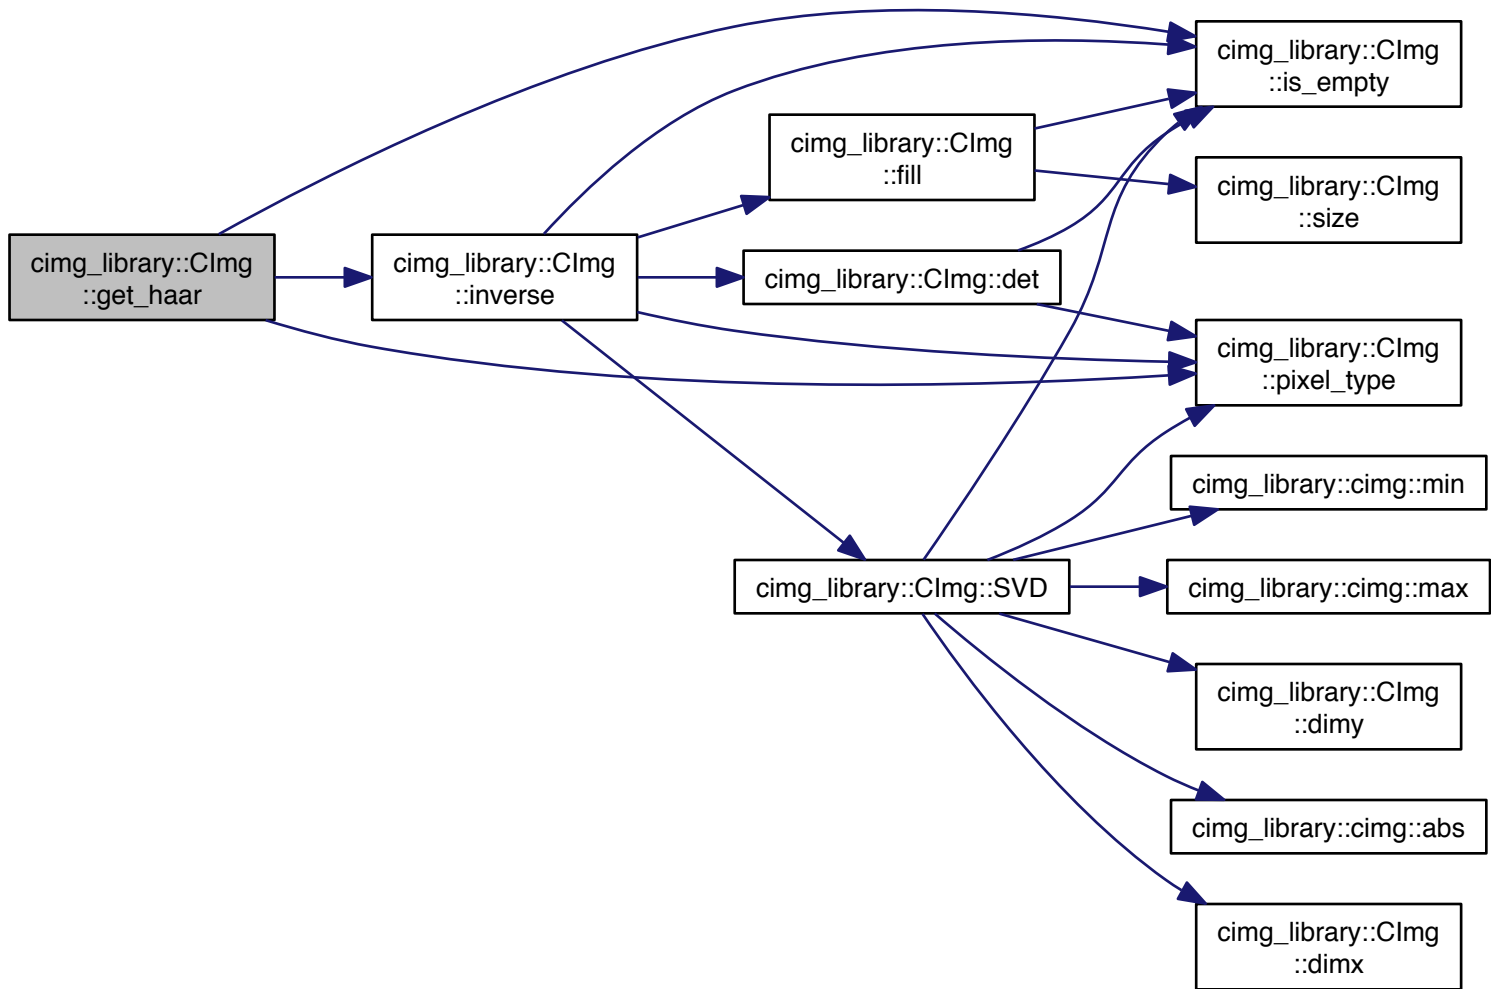 cimg_library::CImg
::get_haar
cimg_library::CImg
::inverse
cimg_library::CImg
::fill
cimg_library::CImg::det
cimg_library::CImg::SVD
cimg_library::CImg
::is_empty
cimg_library::CImg
::size
cimg_library::CImg
::pixel_type
cimg_library::cimg::min
cimg_library::cimg::max
cimg_library::CImg
::dimy
cimg_library::cimg::abs
cimg_library::CImg
::dimx